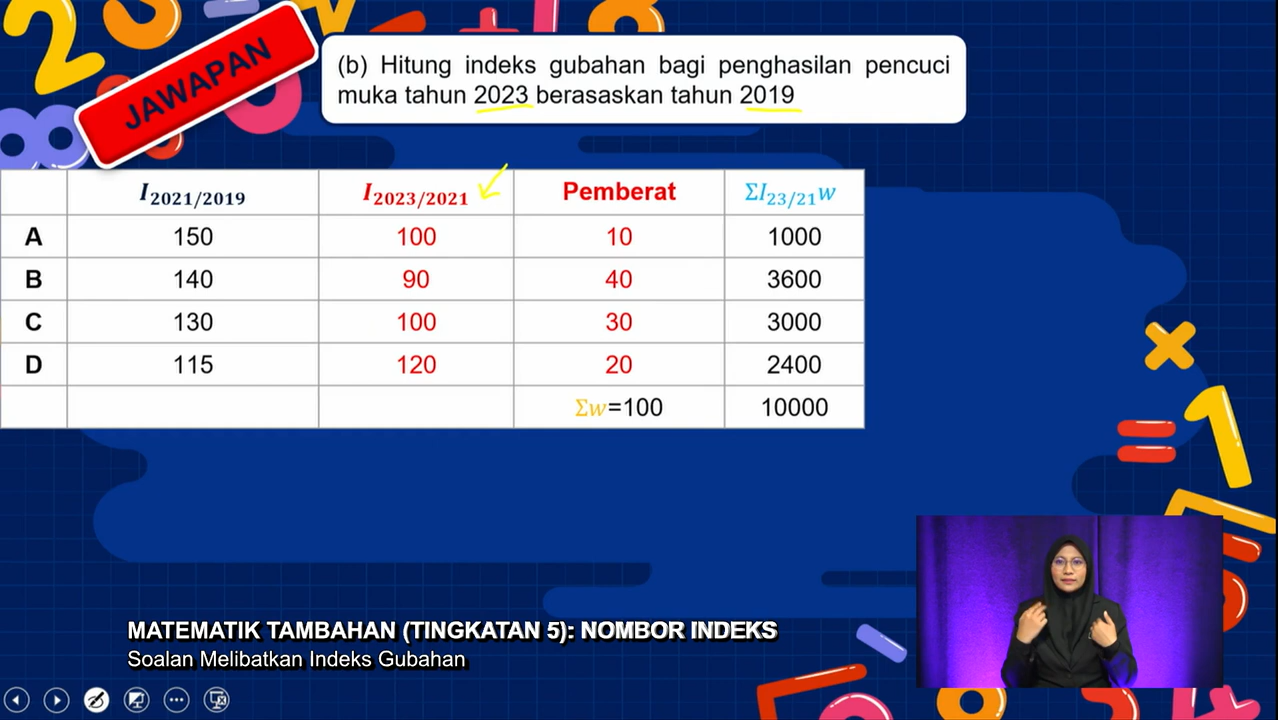 JAWAPAN
(b) Hitung indeks gubahan bagi penghasilan pencuci
muka tahun 2023 berasaskan tahun 2019
I2021/2019 I2023/2021 Pemberat ΣI23/21w
A 150 100 10 1000
B 140 90 40 3600
C 130 100 30 3000
D 115 120 20 2400
Σw=100 10000
MATEMATIK TAMBAHAN (TINGKATAN 5): NOMBOR INDEKS
Soalan Melibatkan Indeks Gubahan